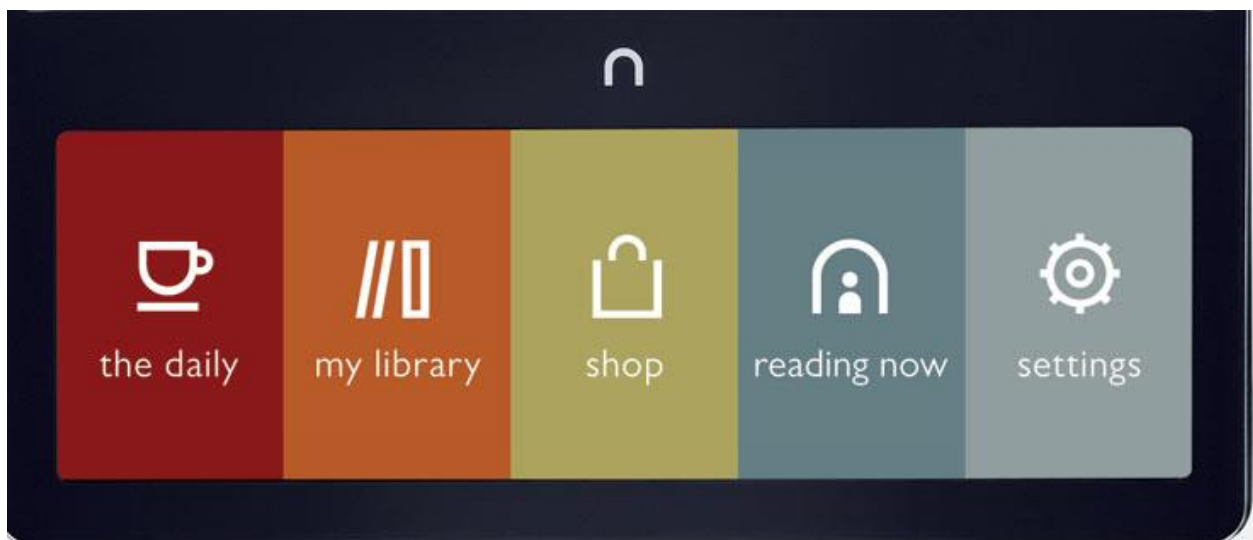 n
the daily
my library
shop
reading now
settings